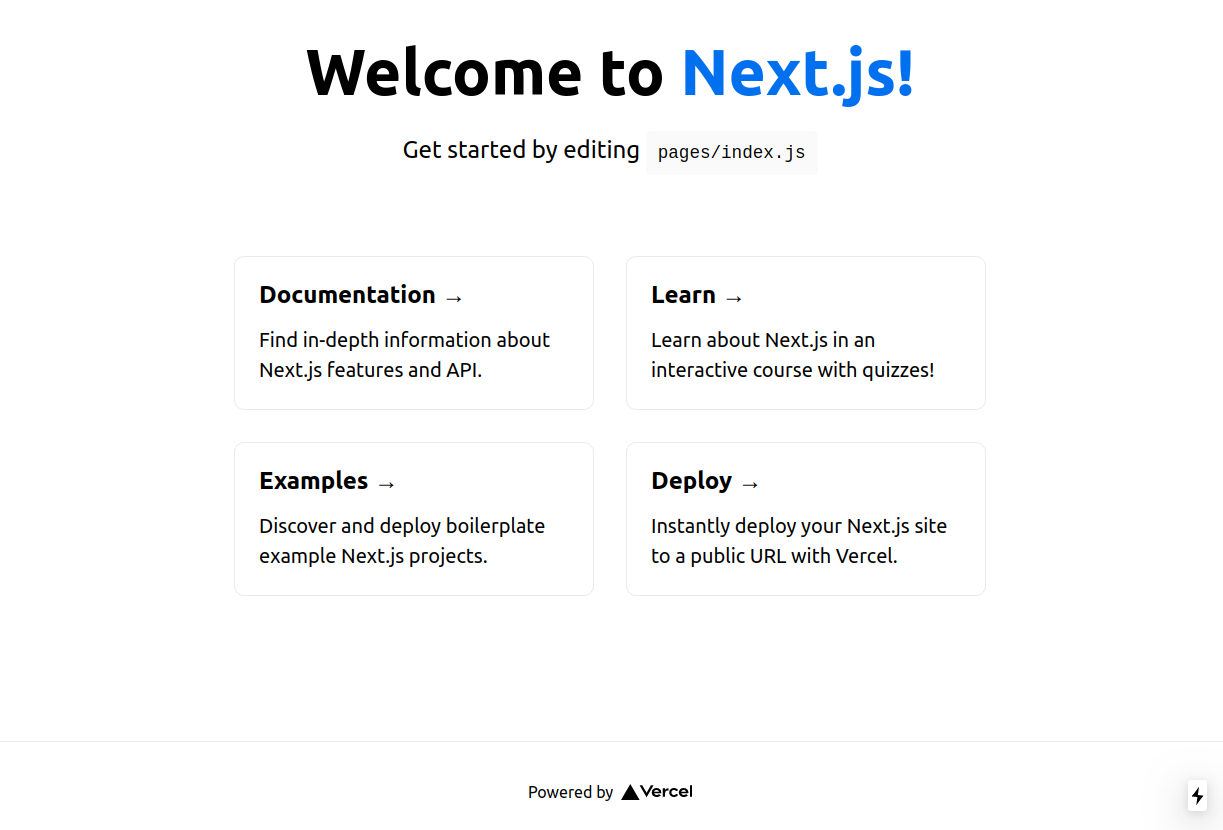 Welcome to Next.js!
Get started by editing pages/index.js
Documentation →
Find in-depth information about
Next.js features and API.
Learn →
Learn about Next.js in an
interactive course with quizzes!
Examples →
Discover and deploy boilerplate
example Next.js projects.
Deploy →
Instantly deploy your Next.js site
to a public URL with Vercel.
Powered by Vercel